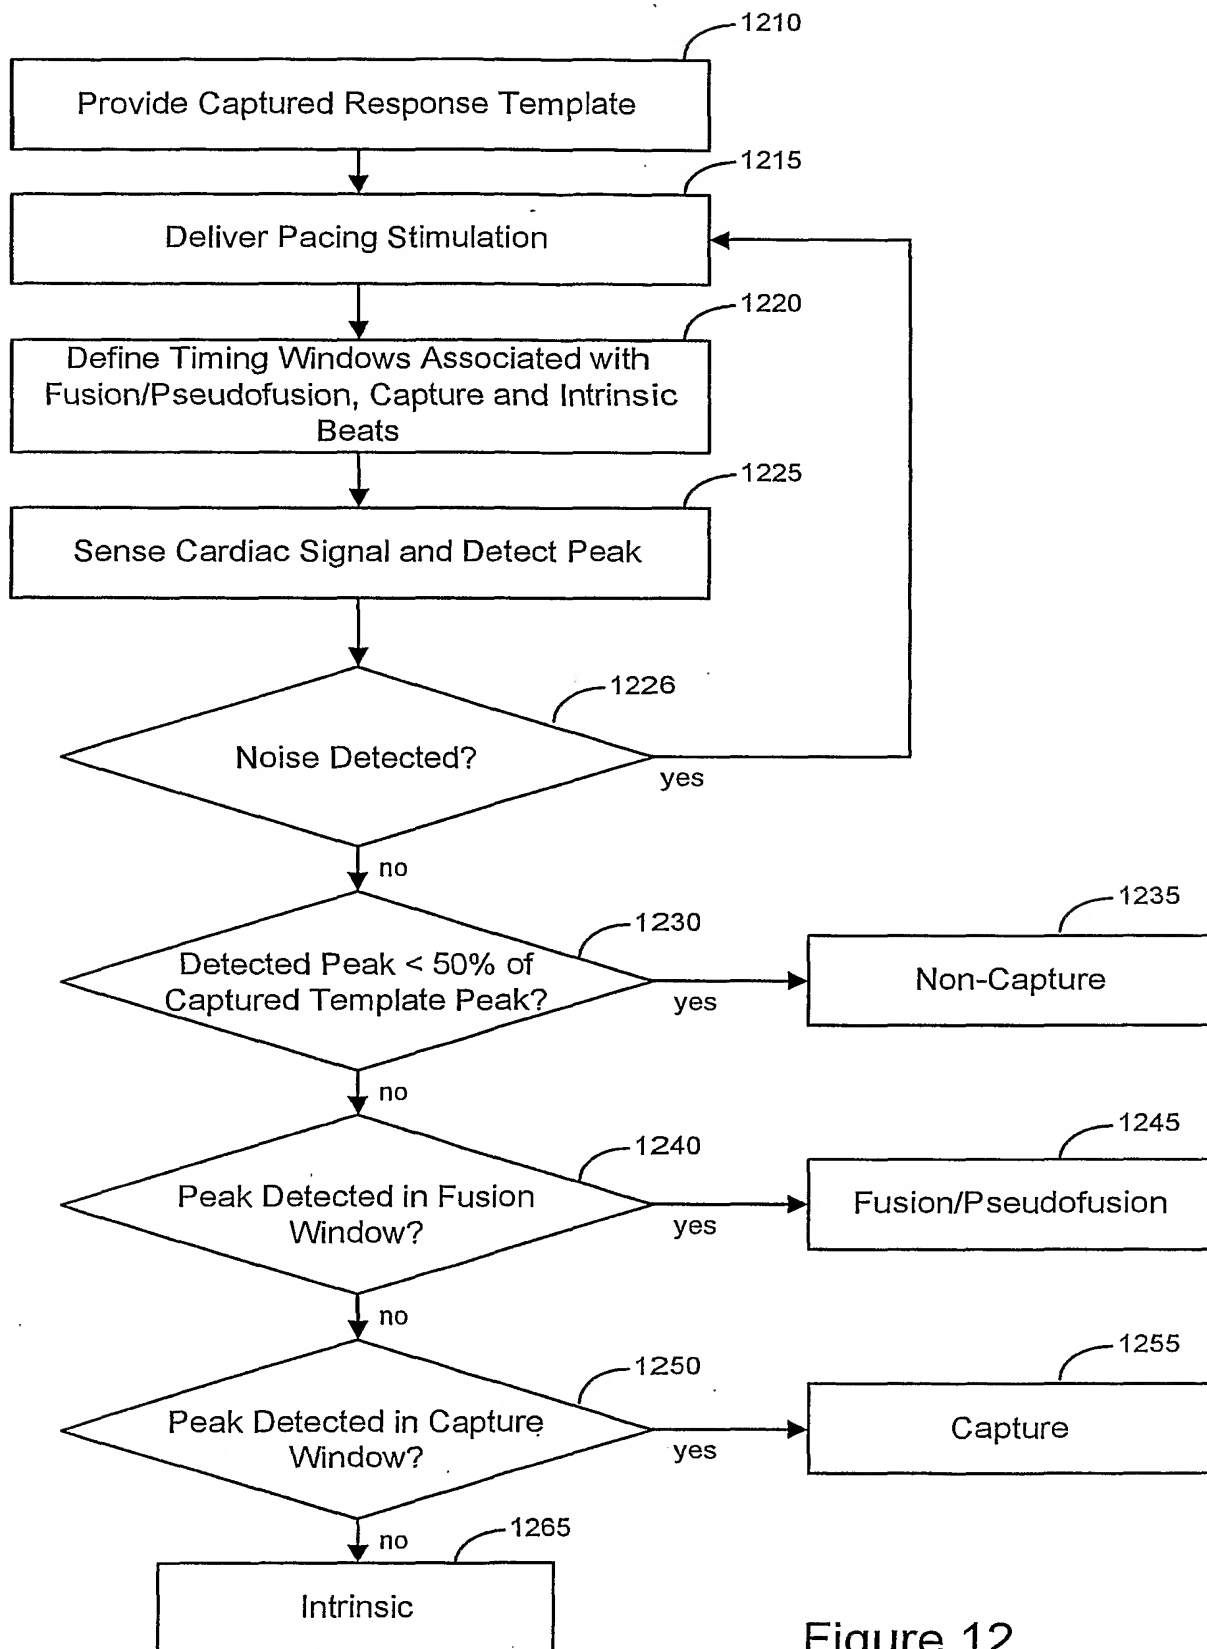 1210
Provide Captured Response Template
1215
Deliver Pacing Stimulation
1220
Define Timing Windows Associated with
Fusion/Pseudofusion, Capture and Intrinsic
Beats
1225
Sense Cardiac Signal and Detect Peak
1226
Noise Detected?
yes
no
1230
Detected Peak < 50% of
Captured Template Peak?
yes
1235
Non-Capture
no
1240
Peak Detected in Fusion
Window?
yes
1245
Fusion/Pseudofusion
no
1250
Peak Detected in Capture
Window?
yes
1255
Capture
no
1265
Intrinsic
Figure 12